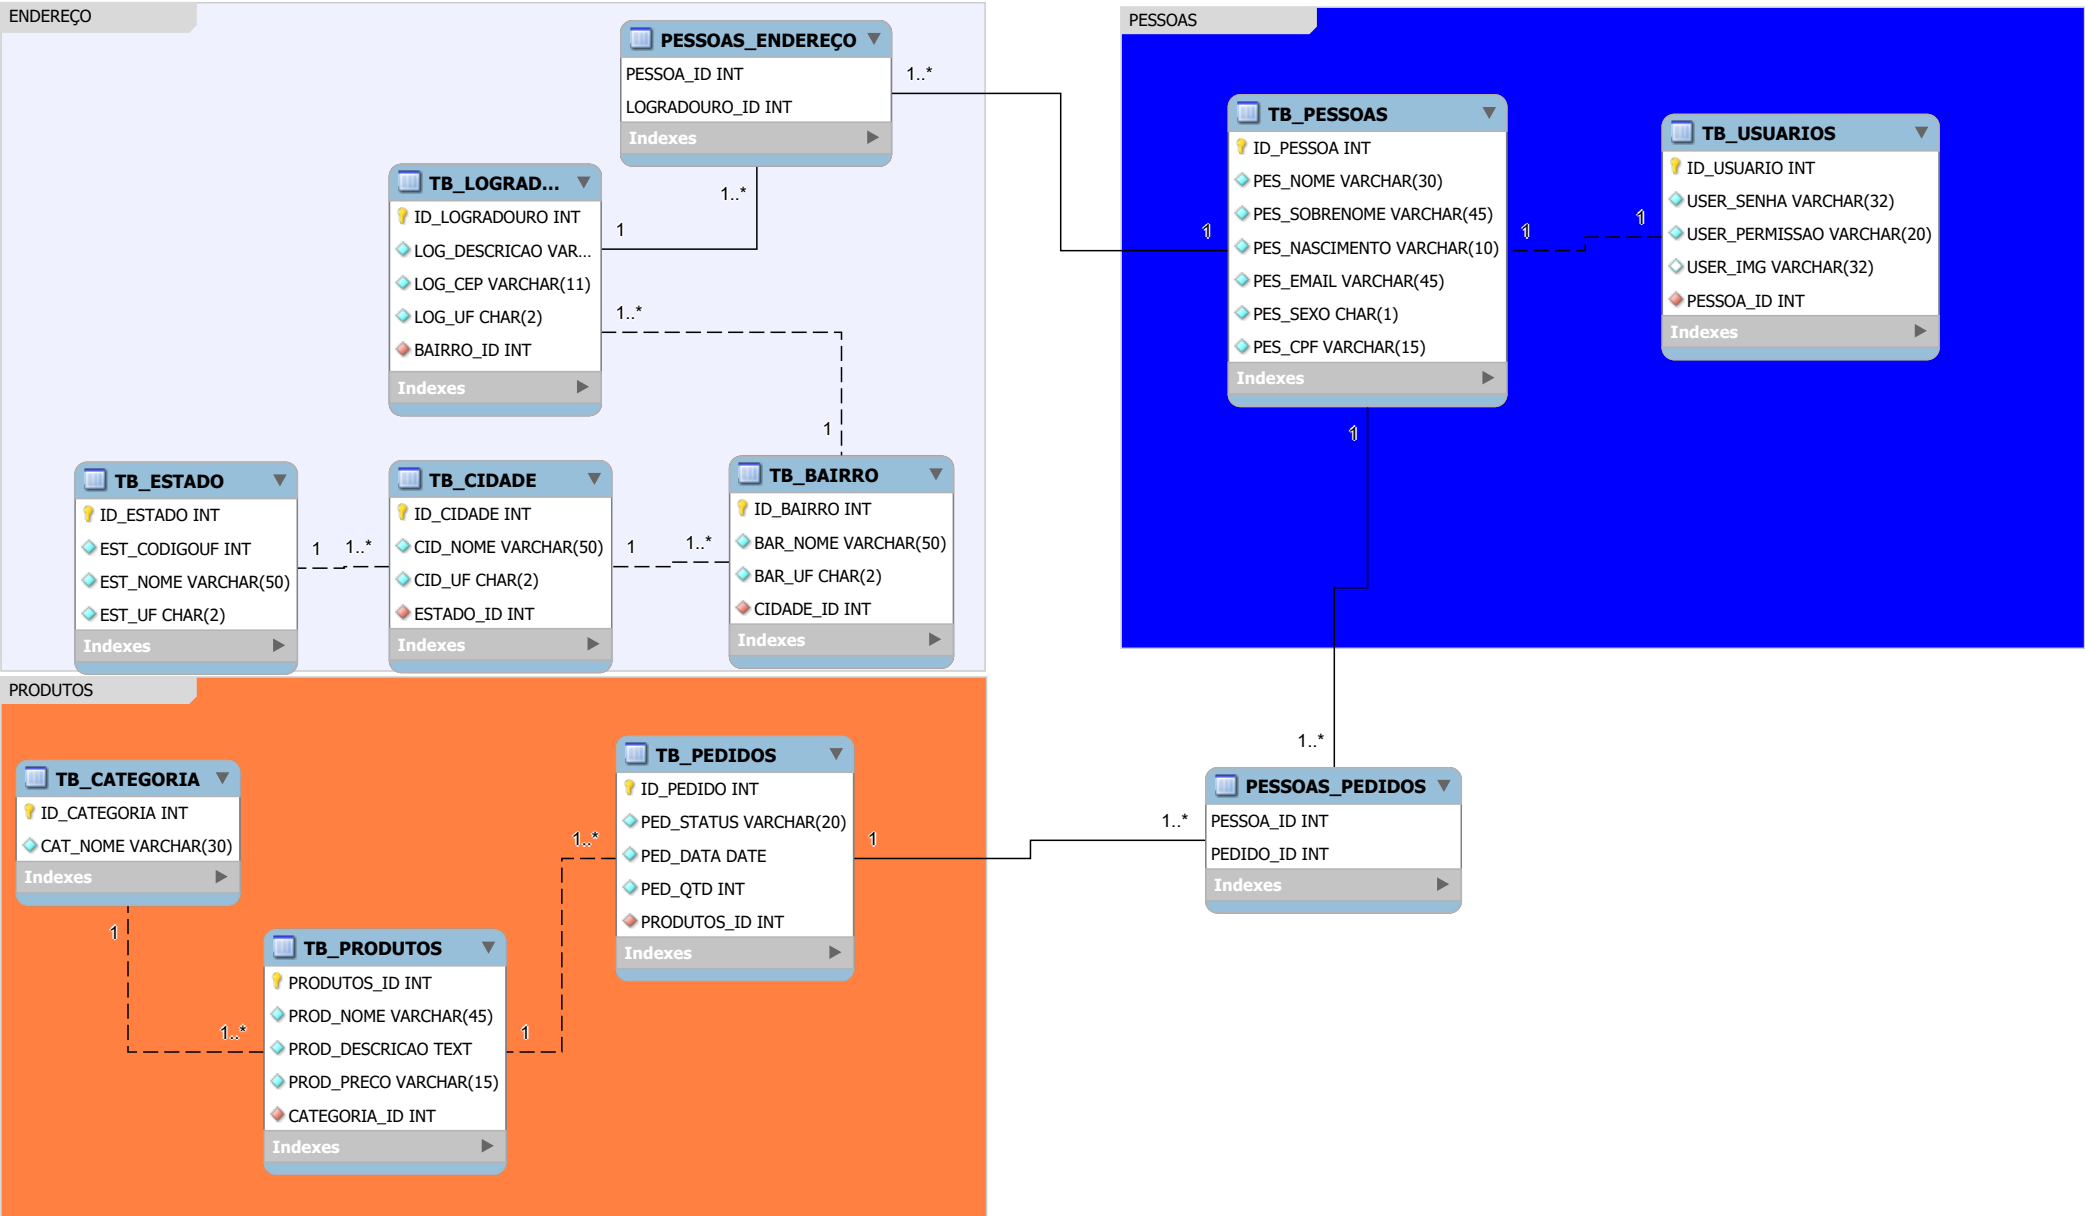 ENDEREÇO
PESSOAS_ENDEREÇO
PESSOA_ID INT
LOGRADOURO_ID INT
Indexes
1..*
1..*
TB_LOGRAD...
ID_LOGRADOURO INT
LOG_DESCRICAO VAR...
LOG_CEP VARCHAR(11)
LOG_UF CHAR(2)
BAIRRO_ID INT
Indexes
1
1..*
1
TB_ESTADO
ID_ESTADO INT
EST_CODIGOUF INT
EST_NOME VARCHAR(50)
EST_UF CHAR(2)
Indexes
1
1..*
TB_CIDADE
ID_CIDADE INT
CID_NOME VARCHAR(50)
CID_UF CHAR(2)
ESTADO_ID INT
Indexes
1
1..*
TB_BAIRRO
ID_BAIRRO INT
BAR_NOME VARCHAR(50)
BAR_UF CHAR(2)
CIDADE_ID INT
Indexes
PESSOAS
TB_PESSOAS
ID_PESSOA INT
PES_NOME VARCHAR(30)
PES_SOBRENOME VARCHAR(45)
PES_NASCIMENTO VARCHAR(10)
PES_EMAIL VARCHAR(45)
PES_SEXO CHAR(1)
PES_CPF VARCHAR(15)
Indexes
1
1
1
1
TB_USUARIOS
ID_USUARIO INT
USER_SENHA VARCHAR(32)
USER_PERMISSAO VARCHAR(20)
USER_IMG VARCHAR(32)
PESSOA_ID INT
Indexes
PRODUTOS
TB_CATEGORIA
ID_CATEGORIA INT
CAT_NOME VARCHAR(30)
Indexes
1
1..*
TB_PRODUTOS
PRODUTOS_ID INT
PROD_NOME VARCHAR(45)
PROD_DESCRICAO TEXT
PROD_PRECO VARCHAR(15)
CATEGORIA_ID INT
Indexes
1
1..*
TB_PEDIDOS
ID_PEDIDO INT
PED_STATUS VARCHAR(20)
PED_DATA DATE
PED_QTD INT
PRODUTOS_ID INT
Indexes
1
1..*
1..*
PESSOAS_PEDIDOS
PESSOA_ID INT
PEDIDO_ID INT
Indexes